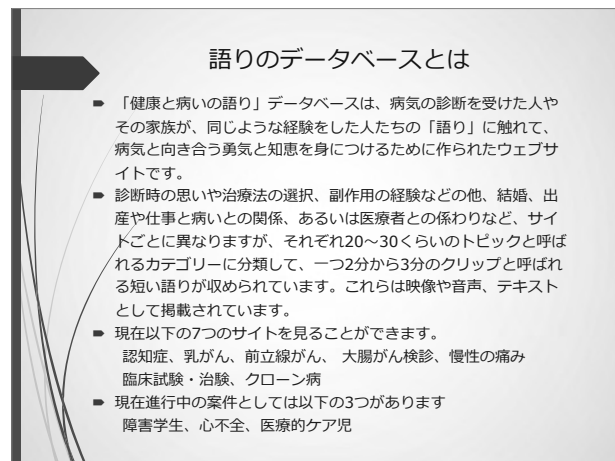 語りのデータベースとは
「健康と病いの語り」データベースは、病気の診断を受けた人や
その家族が、同じような経験をした人たちの「語り」に触れて、
病気と向き合う勇気と知恵を身につけるために作られたウェブサ
イトです。
診断時の思いや治療法の選択、副作用の経験などの他、結婚、出
産や仕事と病いとの関係、あるいは医療者との係わりなど、サイ
トごとに異なりますが、それぞれ20～30くらいのトピックと呼ば
れるカテゴリーに分類して、一つ2分から3分のクリップと呼ばれ
る短い語りが収められています。これらは映像や音声、テキスト
として掲載されています。
現在以下の7つのサイトを見ることができます。
認知症、乳がん、前立線がん、 大腸がん検診、慢性の痛み
臨床試験・治験、クローン病
現在進行中の案件としては以下の3つがあります
障害学生、心不全、医療的ケア児